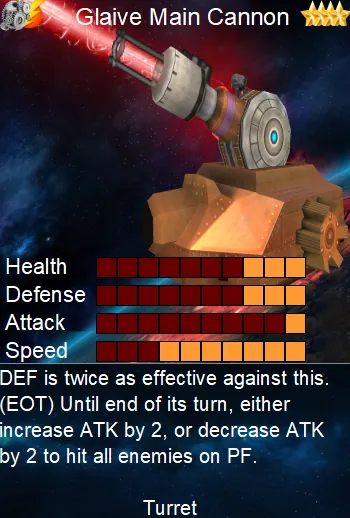 Glaive Main Cannon
Health
Defense
Attack
Speed
DEF is twice as effective against this.
(EOT) Until end of its turn, either
increase ATK by 2, or decrease ATK
by 2 to hit all enemies on PF.
Turret